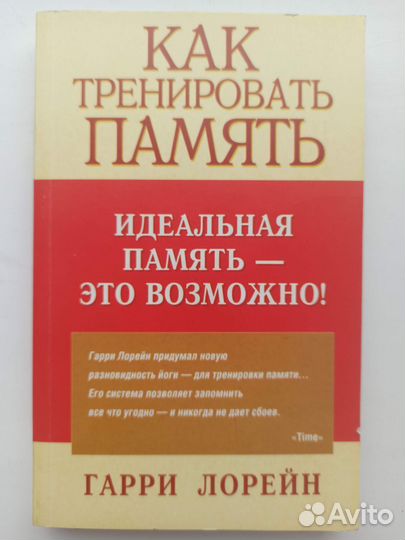 КАК
ТРЕНИРОВАТЬ
ПАМЯТЬ
ИДЕАЛЬНАЯ
ПАМЯТЬ —
ЭТО ВОЗМОЖНО!
Гарри Лорейн придумал новую
разновидность йоги — для тренировки памяти...
Его система позволяет запомнить
все что угодно — и никогда не дает сбоев.
«Time»
ГАРРИ ЛОРЕЙН
Avito